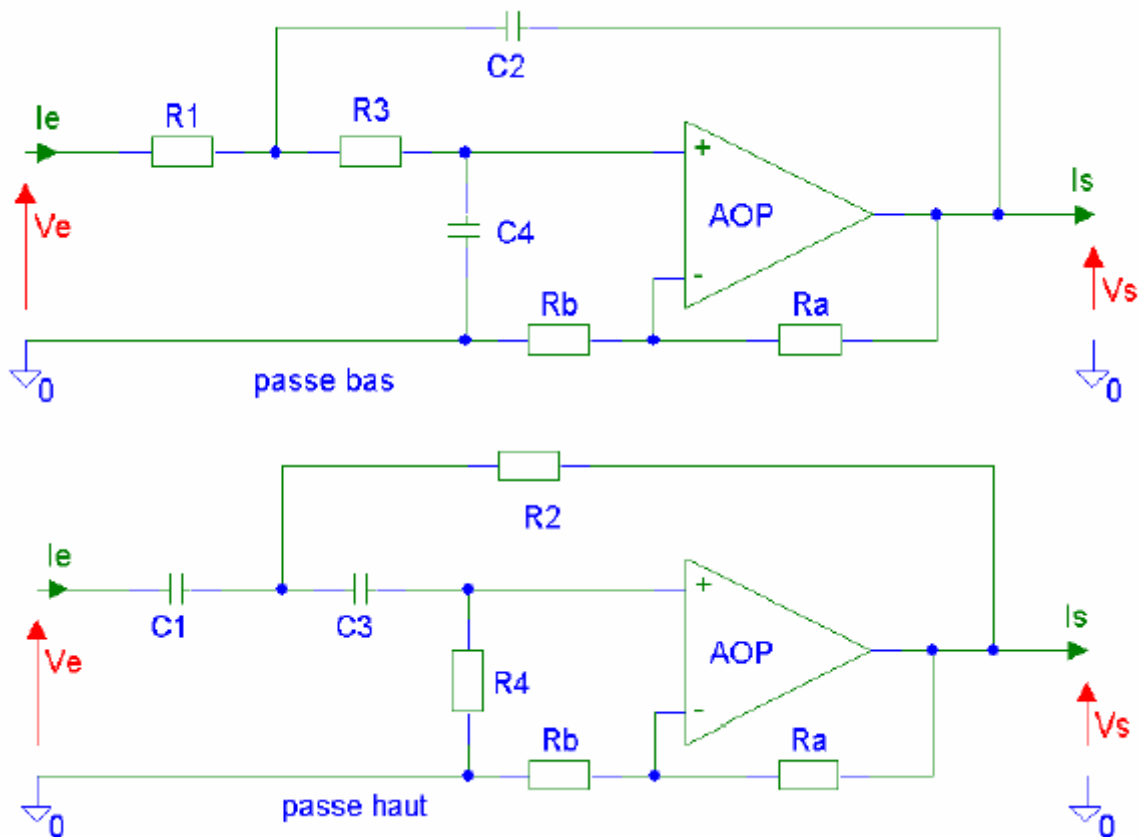 C2
R1
R3
Ie
+
AOP
Is
Ve
C4
-
Rb
Ra
Vs
0
passe bas
0
R2
Ie
C1
C3
+
AOP
Is
Ve
R4
-
Rb
Ra
Vs
0
passe haut
0